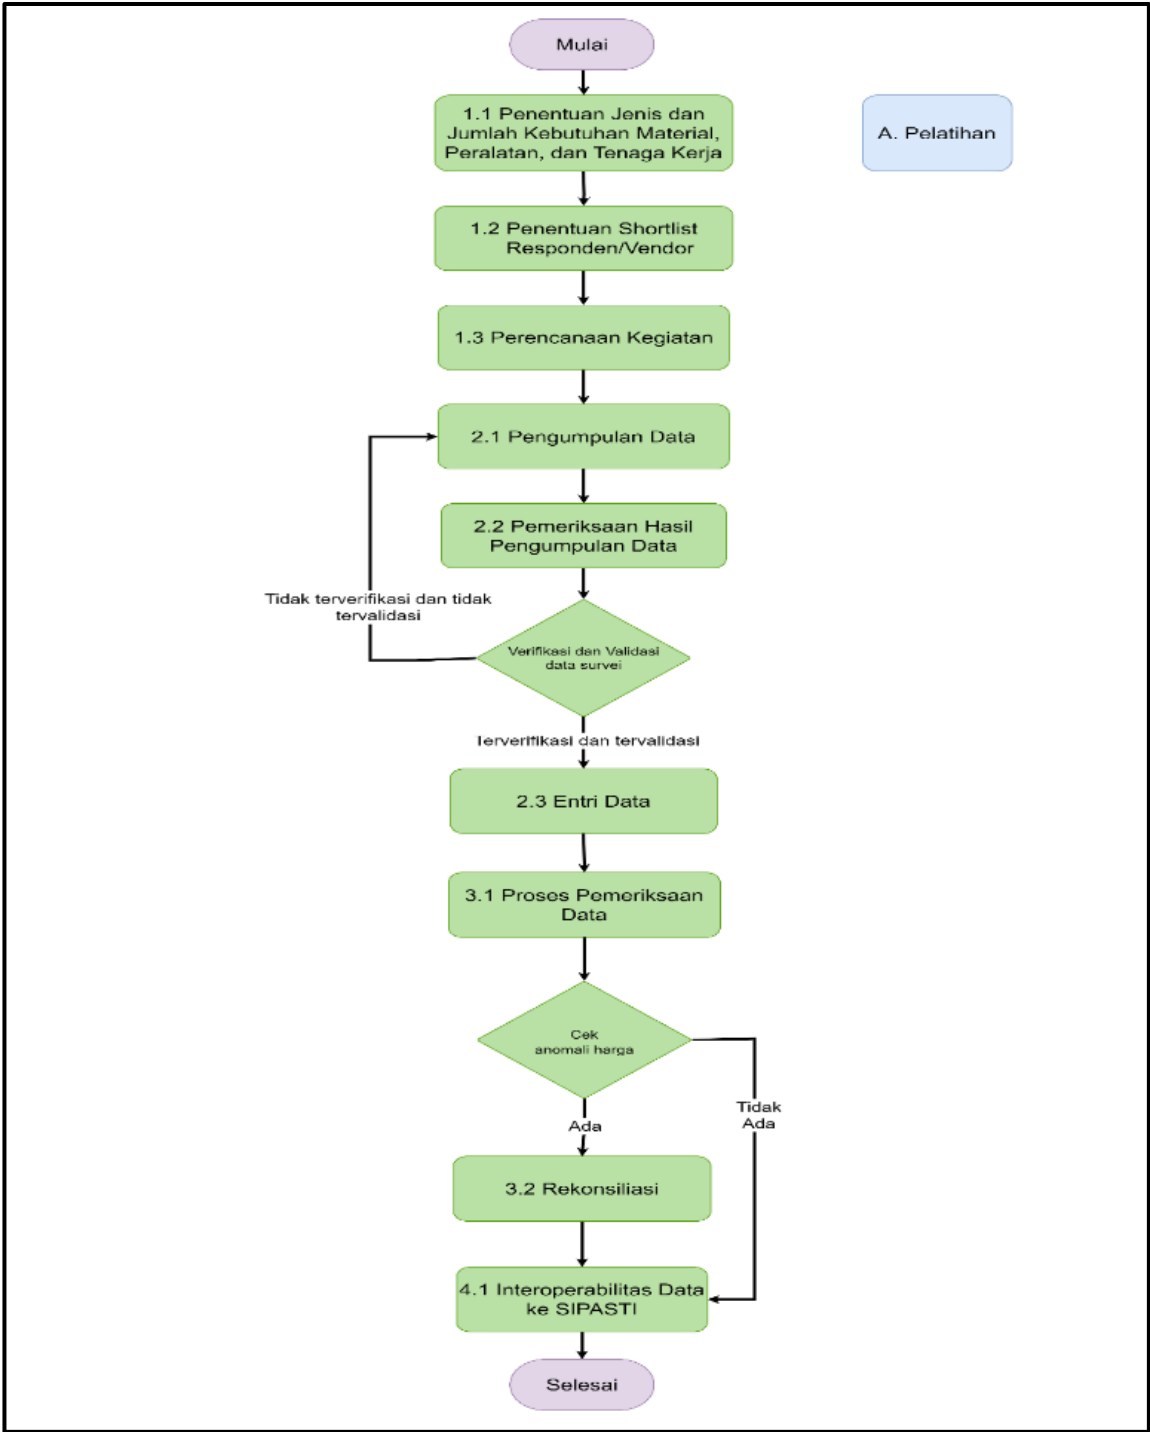 Mulai
1.1 Penentuan Jenis dan
Jumlah Kebutuhan Material,
Peralatan, dan Tenaga Kerja
A. Pelatihan
1.2 Penentuan Shortlist
Responden/Vendor
1.3 Perencanaan Kegiatan
2.1 Pengumpulan Data
2.2 Pemeriksaan Hasil
Pengumpulan Data
Tidak terverifikasi dan tidak
tervalidasi
Verifikasi dan Validasi
data survei
Terverifikasi dan tervalidasi
2.3 Entri Data
3.1 Proses Pemeriksaan
Data
Cek
anomali harga
Tidak
Ada
Ada
3.2 Rekonsiliasi
4.1 Interoperabilitas Data
ke SIPASTI
Selesai